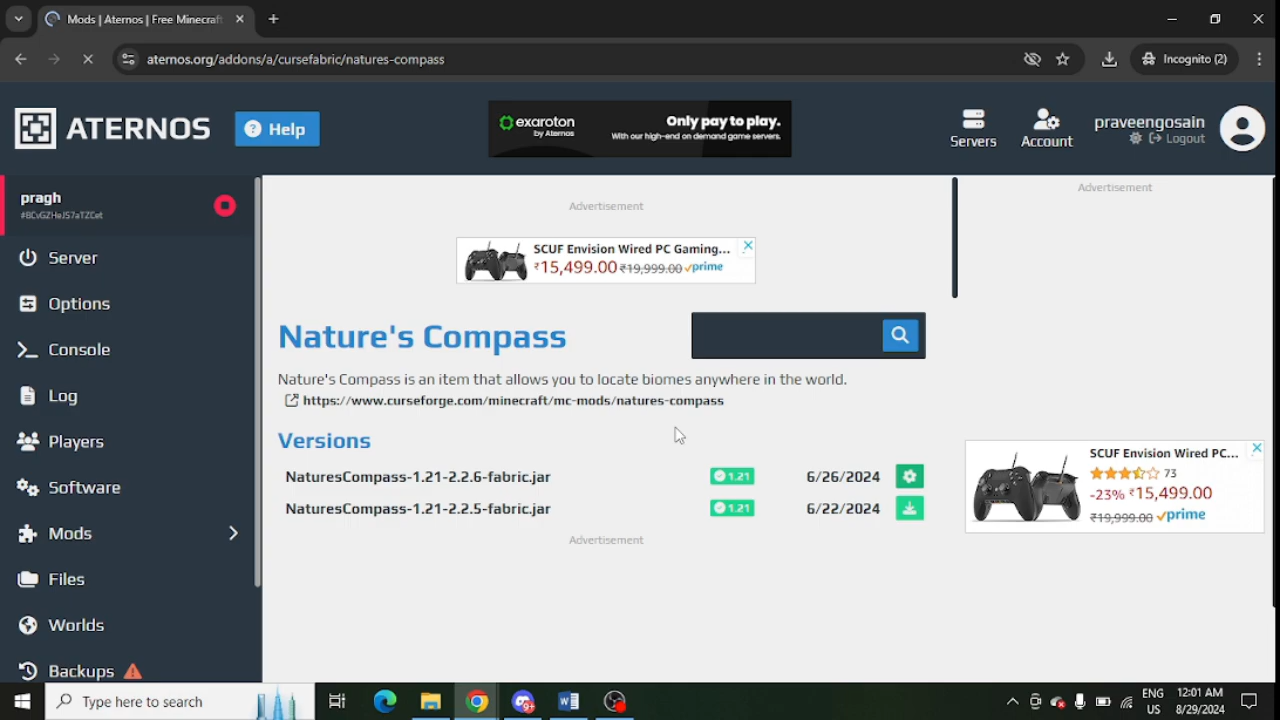 Mods | Aternos | Free Minecraft
aternos.org/addons/a/cursefabric/natures-compass
Incognito (2)
ATERNOS
? Help
exaroton
by Aternos
Only pay to play.
With our high-end on demand game servers.
Servers
Account
praveengosain
Logout
pragh
#8CvGZHeJS7aTZCet
Server
Options
Console
Log
Players
Software
Mods
Files
Worlds
Backups
Advertisement
SCUF Envision Wired PC Gaming...
₹15,499.00 ₹19,999.00 prime
Nature's Compass
Nature's Compass is an item that allows you to locate biomes anywhere in the world.
https://www.curseforge.com/minecraft/mc-mods/natures-compass
Versions
NaturesCompass-1.21-2.2.6-fabric.jar 1.21 6/26/2024
NaturesCompass-1.21-2.2.5-fabric.jar 1.21 6/22/2024
Advertisement
Advertisement
SCUF Envision Wired PC...
73
-23% ₹15,499.00
₹19,999.00 prime
Type here to search
ENG
US
12:01 AM
8/29/2024